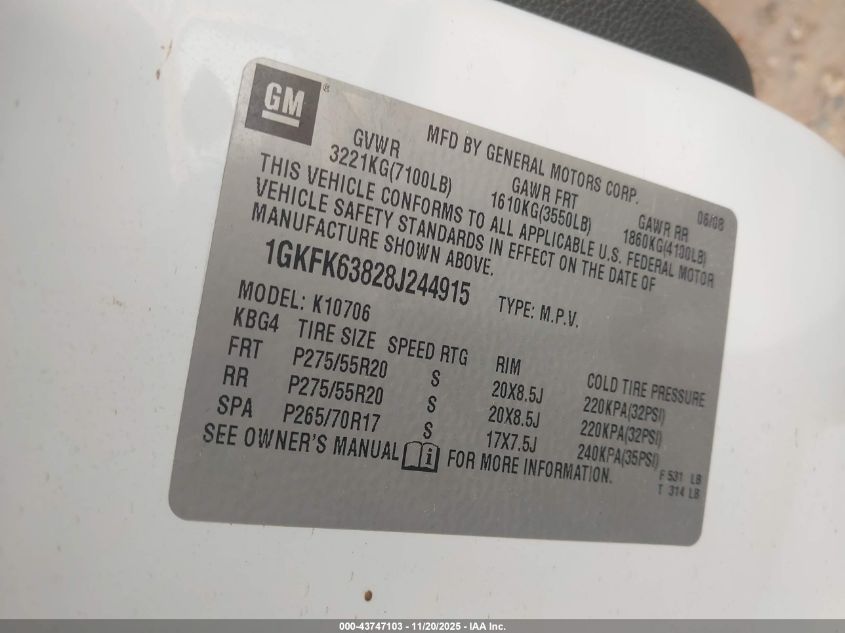 GM ®
MFD BY GENERAL MOTORS CORP. 06/08
GVWR GAWR FRT GAWR RR
3221KG(7100LB) 1610KG(3550LB) 1860KG(4100LB)
THIS VEHICLE CONFORMS TO ALL APPLICABLE U.S. FEDERAL MOTOR
VEHICLE SAFETY STANDARDS IN EFFECT ON THE DATE OF
MANUFACTURE SHOWN ABOVE.
1GKFK63828J244915 TYPE: M.P.V.
MODEL: K10706
KBG4 TIRE SIZE SPEED RTG RIM COLD TIRE PRESSURE
FRT P275/55R20 S 20X8.5J 220KPA(32PSI)
RR P275/55R20 S 20X8.5J 220KPA(32PSI)
SPA P265/70R17 S 17X7.5J 240KPA(35PSI)
SEE OWNER'S MANUAL i FOR MORE INFORMATION.
F 531 LB
T 314 LB
000-43747103 - 11/20/2025 - IAA Inc.